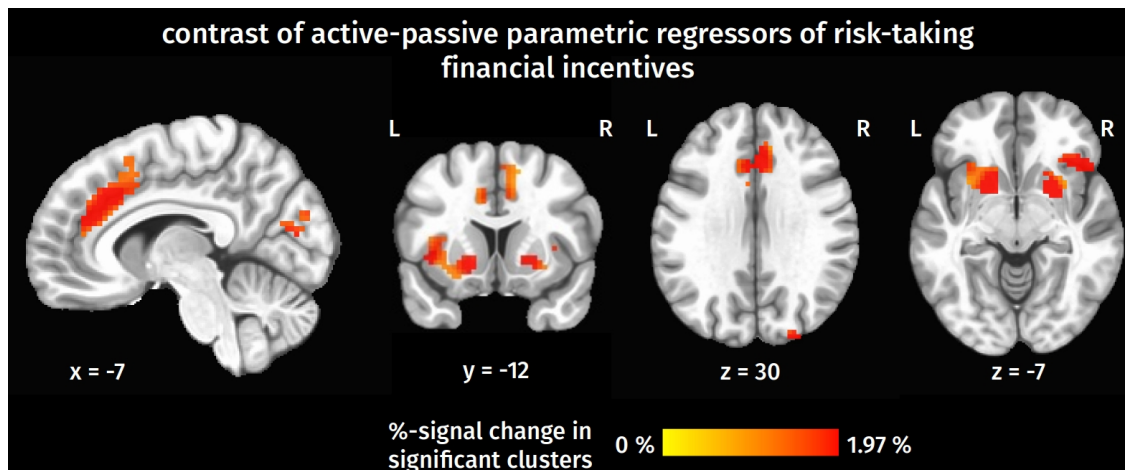 contrast of active-passive parametric regressors of risk-taking
financial incentives
L
R
L
R
L
R
x = -7
y = -12
z = 30
z = -7
%-signal change in
significant clusters
0 %
1.97 %